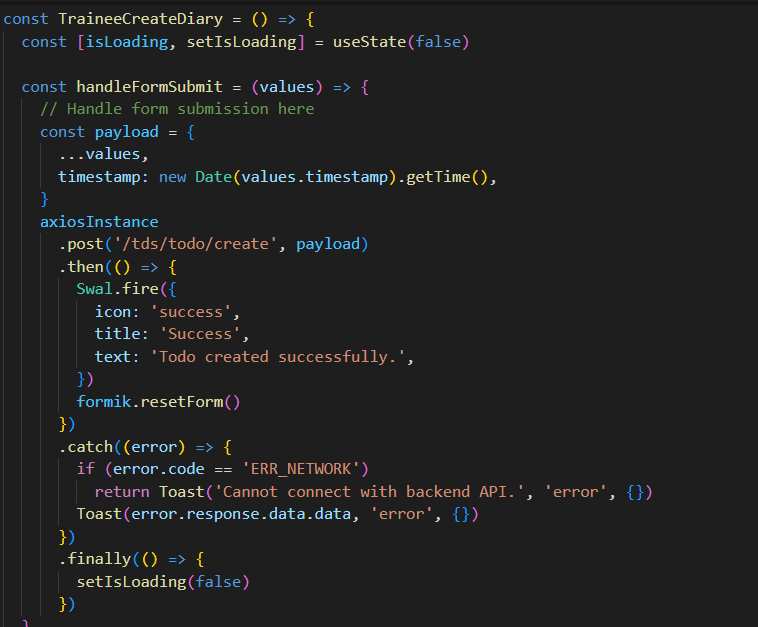 const TraineeCreateDiary = () => {
const [isLoading, setIsLoading] = useState(false)
const handleFormSubmit = (values) => {
// Handle form submission here
const payload = {
...values,
timestamp: new Date(values.timestamp).getTime(),
}
axiosInstance
.post('/tds/todo/create', payload)
.then(() => {
Swal.fire({
icon: 'success',
title: 'Success',
text: 'Todo created successfully.',
})
formik.resetForm()
})
.catch((error) => {
if (error.code == 'ERR_NETWORK')
return Toast('Cannot connect with backend API.', 'error', {})
Toast(error.response.data.data, 'error', {})
})
.finally(() => {
setIsLoading(false)
})
}